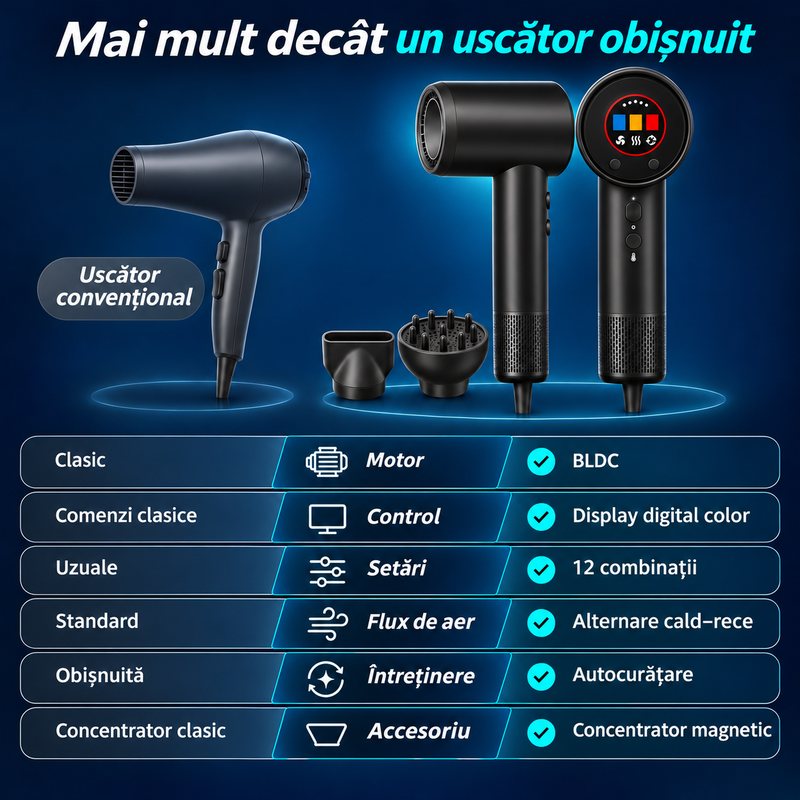 Mai mult decât un uscător obișnuit
Uscător
convențional
Clasic Motor BLDC
Comenzi clasice Control Display digital color
Uzuale Setări 12 combinații
Standard Flux de aer Alternare cald–rece
Obișnuită Întreținere Autocurățare
Concentrator clasic Accesoriu Concentrator magnetic